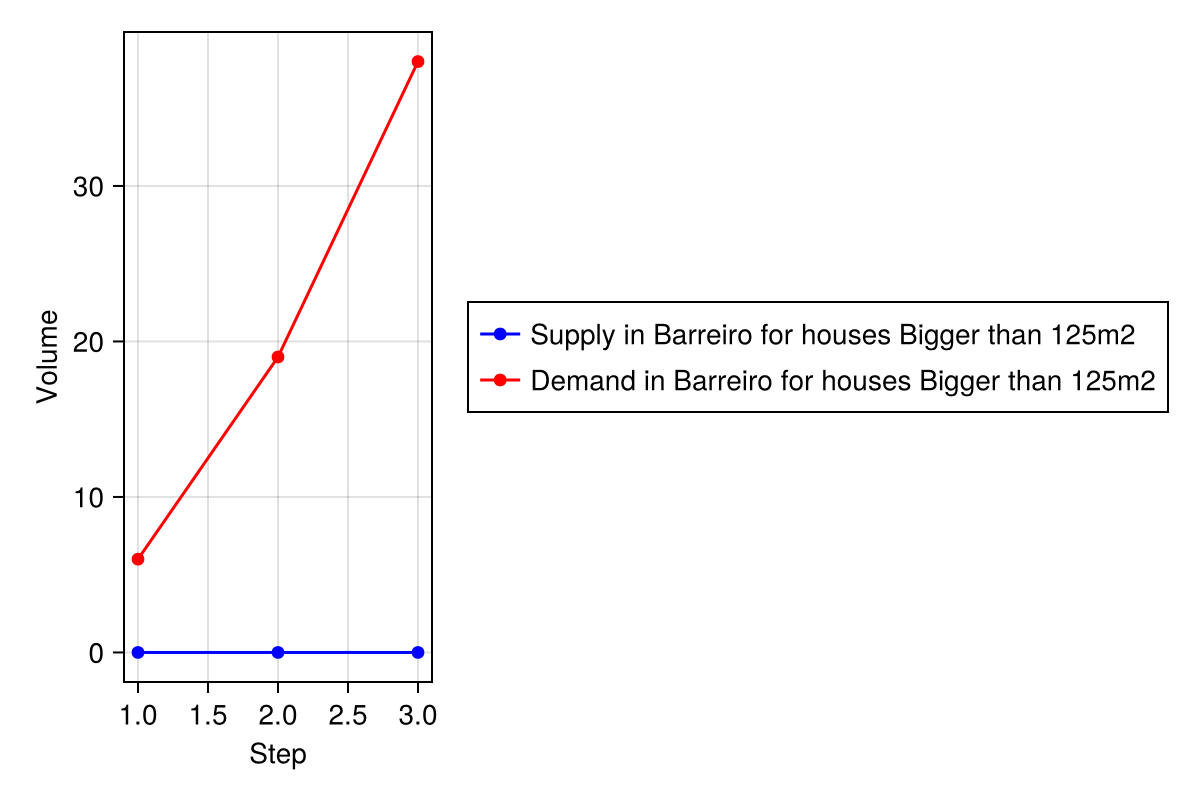 Volume
30
20
10
0
1.0 1.5 2.0 2.5 3.0
Step
Supply in Barreiro for houses Bigger than 125m2
Demand in Barreiro for houses Bigger than 125m2